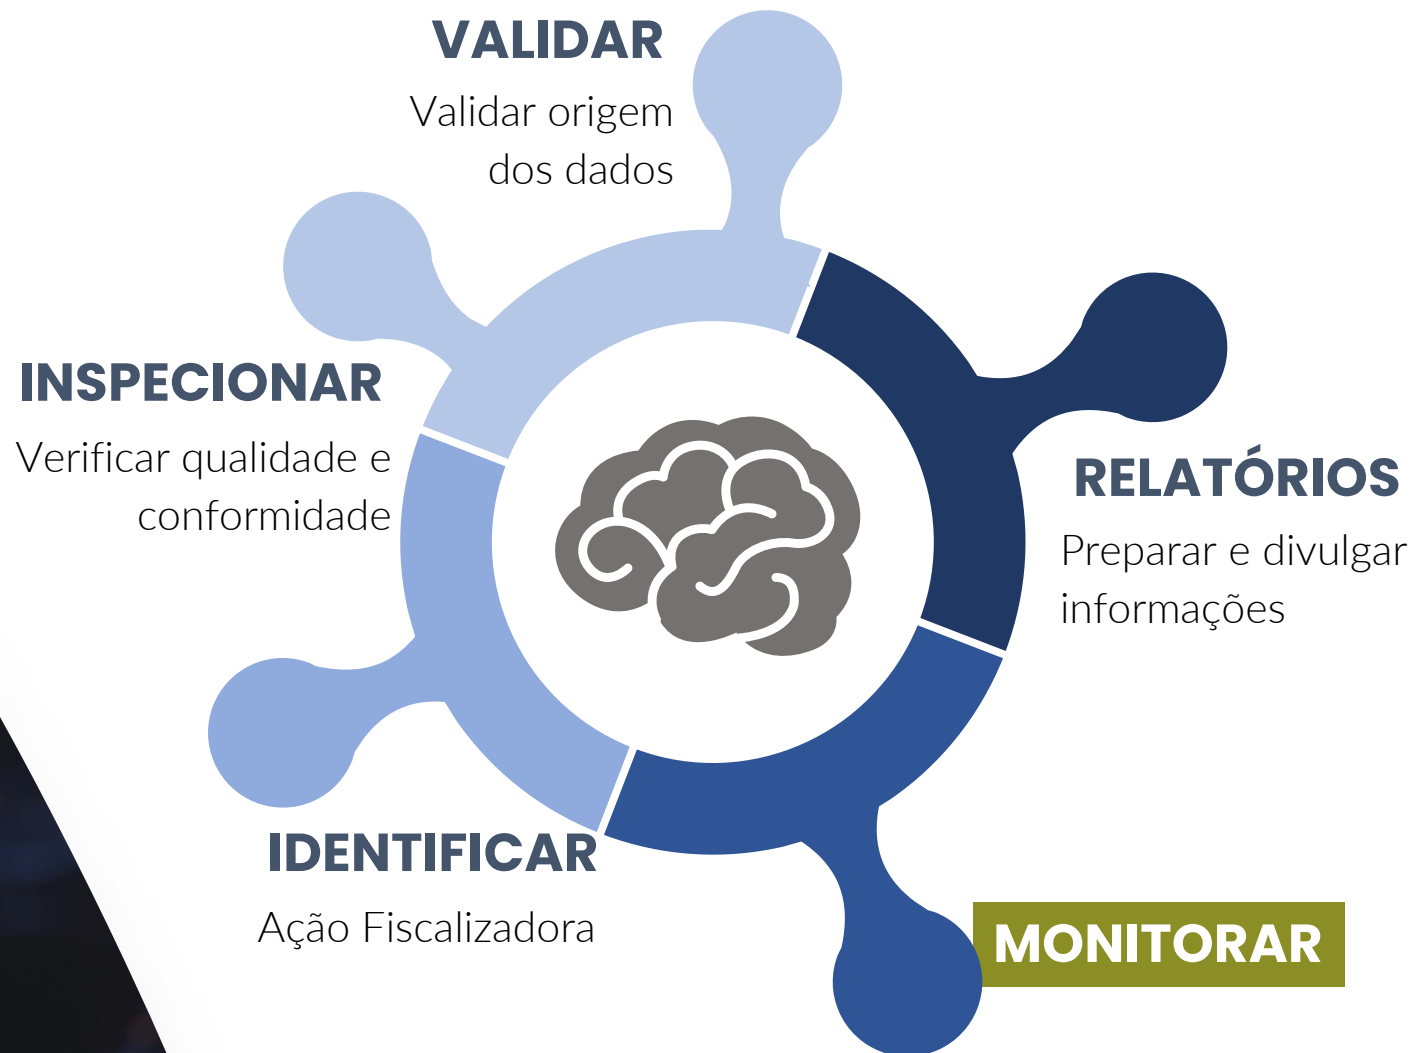 VALIDAR
Validar origem
dos dados
INSPECIONAR
Verificar qualidade e
conformidade
RELATÓRIOS
Preparar e divulgar
informações
IDENTIFICAR
Ação Fiscalizadora
MONITORAR